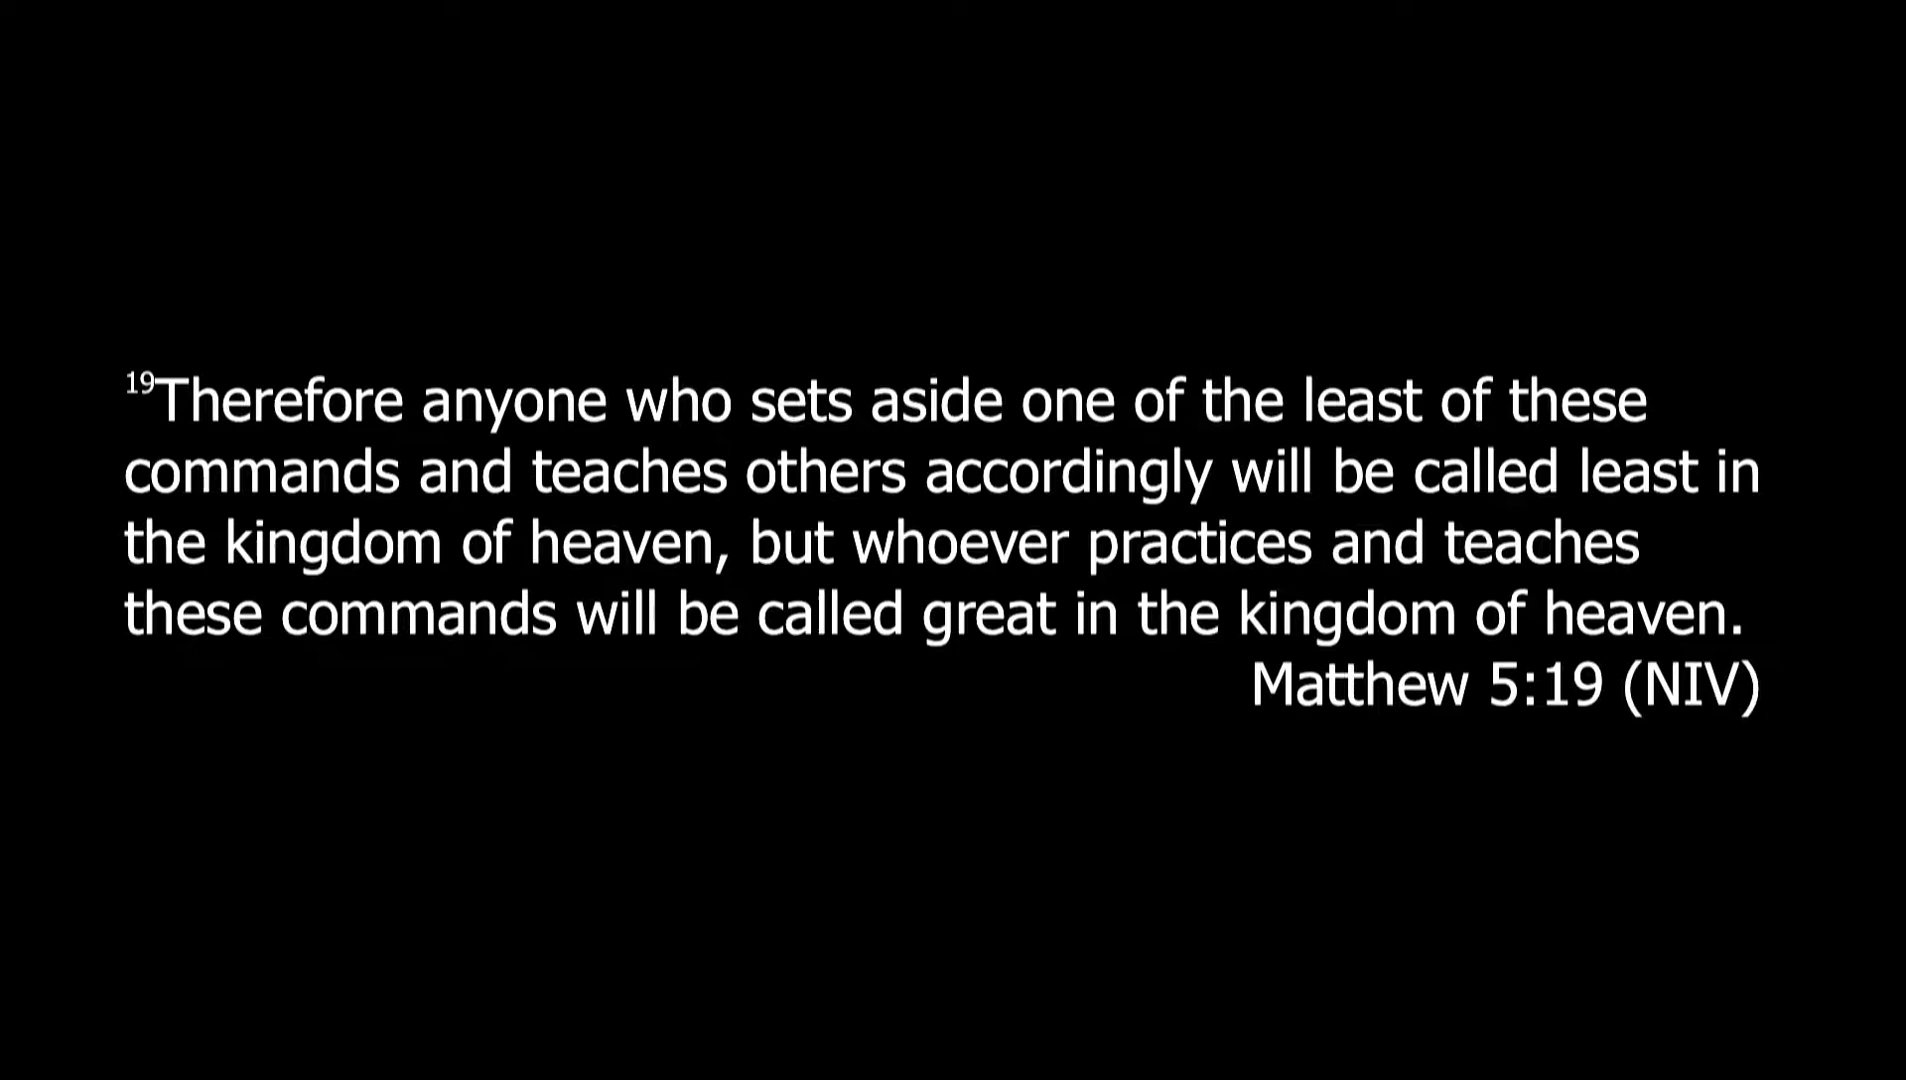 ¹⁹Therefore anyone who sets aside one of the least of these
commands and teaches others accordingly will be called least in
the kingdom of heaven, but whoever practices and teaches
these commands will be called great in the kingdom of heaven.
Matthew 5:19 (NIV)